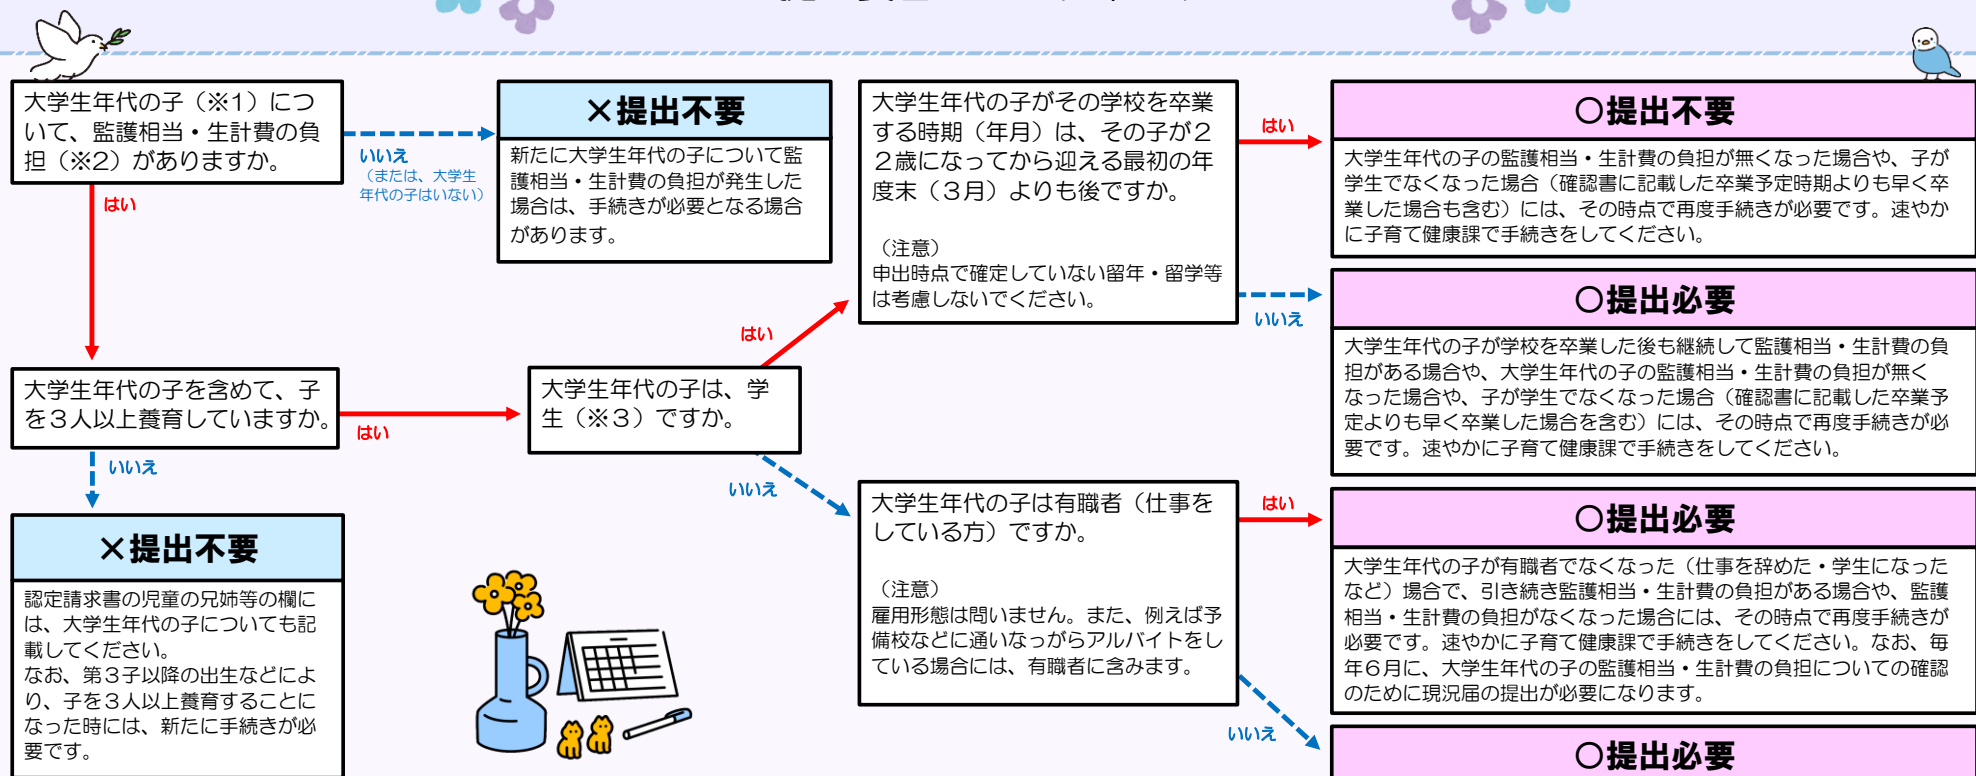 大学生年代の子（※1）につ
いて、監護相当・生計費の負
担（※2）がありますか。
いいえ
（または、大学生
年代の子はいない）
はい
×提出不要
新たに大学生年代の子について監
護相当・生計費の負担が発生した
場合は、手続きが必要となる場合
があります。
大学生年代の子を含めて、子
を３人以上養育していますか。
はい
いいえ
×提出不要
認定請求書の児童の兄姉等の欄に
は、大学生年代の子についても記
載してください。
なお、第３子以降の出生などによ
り、子を３人以上養育することに
なった時には、新たに手続きが必
要です。
大学生年代の子は、学
生（※３）ですか。
はい
いいえ
大学生年代の子がその学校を卒業
する時期（年月）は、その子が２
２歳になってから迎える最初の年
度末（３月）よりも後ですか。
（注意）
申出時点で確定していない留年・留学等
は考慮しないでください。
はい
いいえ
大学生年代の子は有職者（仕事を
している方）ですか。
（注意）
雇用形態は問いません。また、例えば予
備校などに通いなっがらアルバイトをし
ている場合には、有職者に含みます。
はい
いいえ
○提出不要
大学生年代の子の監護相当・生計費の負担が無くなった場合や、子が
学生でなくなった場合（確認書に記載した卒業予定時期よりも早く卒
業した場合も含む）には、その時点で再度手続きが必要です。速やか
に子育て健康課で手続きをしてください。
○提出必要
大学生年代の子が学校を卒業した後も継続して監護相当・生計費の負
担がある場合や、大学生年代の子の監護相当・生計費の負担が無く
なった場合や、子が学生でなくなった場合（確認書に記載した卒業予
定よりも早く卒業した場合を含む）には、その時点で再度手続きが必
要です。速やかに子育て健康課で手続きをしてください。
○提出必要
大学生年代の子が有職者でなくなった（仕事を辞めた・学生になった
など）場合で、引き続き監護相当・生計費の負担がある場合や、監護
相当・生計費の負担がなくなった場合には、その時点で再度手続きが
必要です。速やかに子育て健康課で手続きをしてください。なお、毎
年６月に、大学生年代の子の監護相当・生計費の負担についての確認
のために現況届の提出が必要になります。
○提出必要